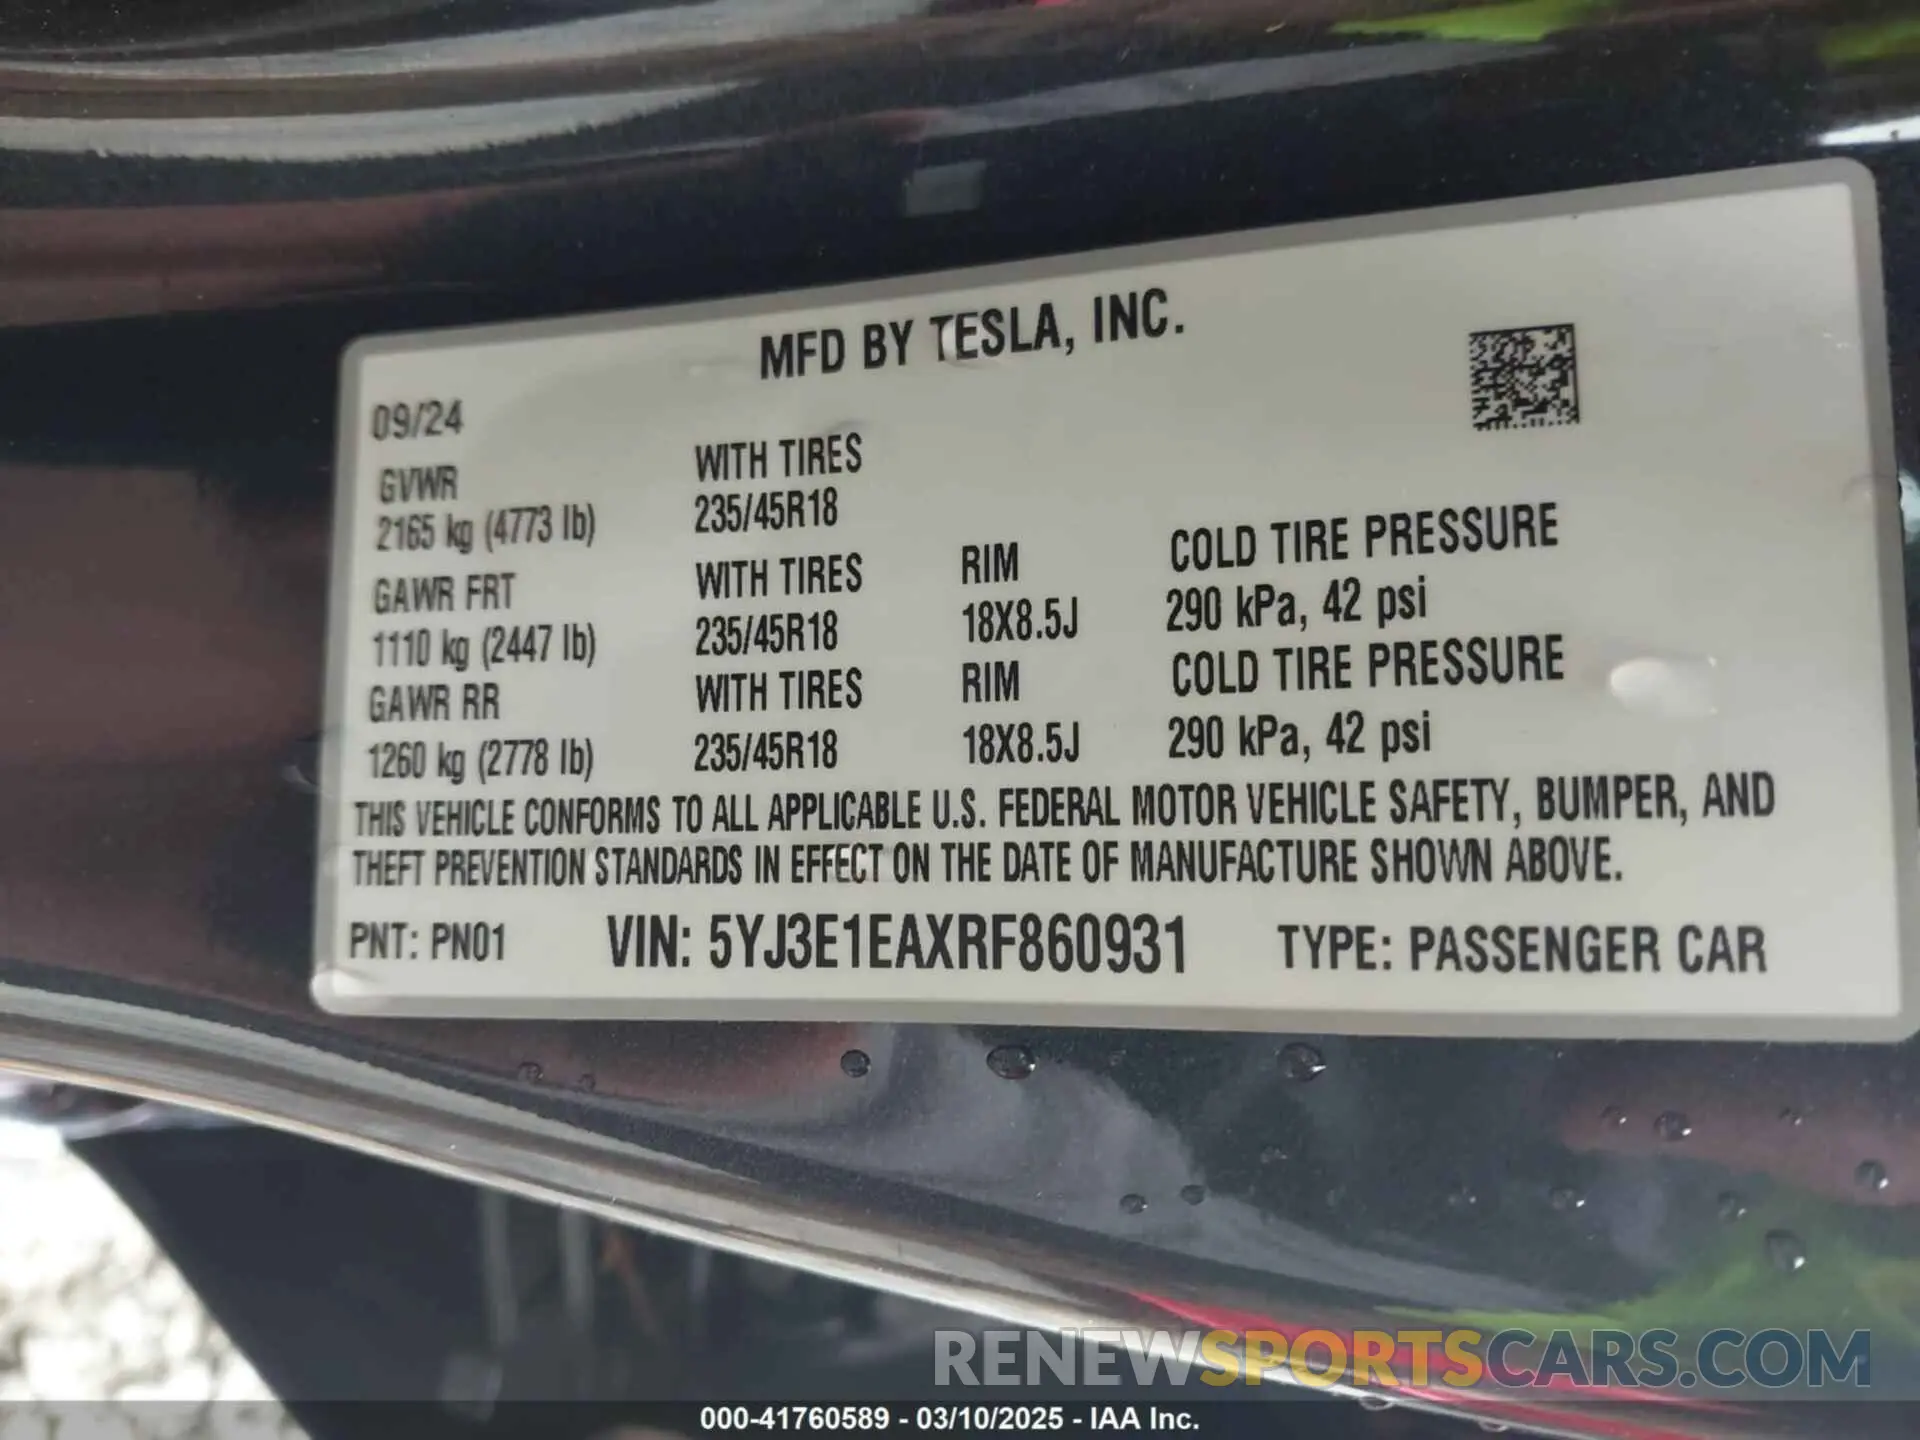 MFD BY TESLA, INC.
09/24
GVWR WITH TIRES
2165 kg (4773 lb) 235/45R18
GAWR FRT WITH TIRES RIM COLD TIRE PRESSURE
1110 kg (2447 lb) 235/45R18 18X8.5J 290 kPa, 42 psi
GAWR RR WITH TIRES RIM COLD TIRE PRESSURE
1260 kg (2778 lb) 235/45R18 18X8.5J 290 kPa, 42 psi
THIS VEHICLE CONFORMS TO ALL APPLICABLE U.S. FEDERAL MOTOR VEHICLE SAFETY, BUMPER, AND
THEFT PREVENTION STANDARDS IN EFFECT ON THE DATE OF MANUFACTURE SHOWN ABOVE.
PNT: PN01 VIN: 5YJ3E1EAXRF860931 TYPE: PASSENGER CAR
RENEWSPORTSCARS.COM
000-41760589 - 03/10/2025 - IAA Inc.